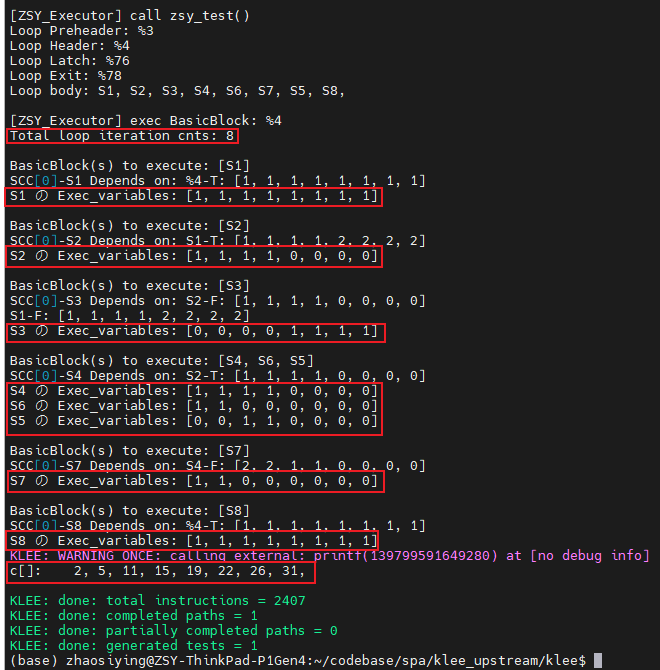 [ZSY_Executor] call zsy_test()
Loop Preheader: %3
Loop Header: %4
Loop Latch: %76
Loop Exit: %78
Loop body: S1, S2, S3, S4, S6, S7, S5, S8,
[ZSY_Executor] exec BasicBlock: %4
Total loop iteration cnts: 8
BasicBlock(s) to execute: [S1]
SCC[0]-S1 Depends on: %4-T: [1, 1, 1, 1, 1, 1, 1, 1]
S1 の Exec_variables: [1, 1, 1, 1, 1, 1, 1, 1]
BasicBlock(s) to execute: [S2]
SCC[0]-S2 Depends on: S1-T: [1, 1, 1, 1, 2, 2, 2, 2]
S2 の Exec_variables: [1, 1, 1, 1, 0, 0, 0, 0]
BasicBlock(s) to execute: [S3]
SCC[0]-S3 Depends on: S2-F: [1, 1, 1, 1, 0, 0, 0, 0]
S1-F: [1, 1, 1, 1, 2, 2, 2, 2]
S3 の Exec_variables: [0, 0, 0, 0, 1, 1, 1, 1]
BasicBlock(s) to execute: [S4, S6, S5]
SCC[0]-S4 Depends on: S2-T: [1, 1, 1, 1, 0, 0, 0, 0]
S4 の Exec_variables: [1, 1, 1, 1, 0, 0, 0, 0]
S6 の Exec_variables: [1, 1, 0, 0, 0, 0, 0, 0]
S5 の Exec_variables: [0, 0, 1, 1, 0, 0, 0, 0]
BasicBlock(s) to execute: [S7]
SCC[0]-S7 Depends on: S4-F: [2, 2, 1, 1, 0, 0, 0, 0]
S7 の Exec_variables: [1, 1, 0, 0, 0, 0, 0, 0]
BasicBlock(s) to execute: [S8]
SCC[0]-S8 Depends on: %4-T: [1, 1, 1, 1, 1, 1, 1, 1]
S8 の Exec_variables: [1, 1, 1, 1, 1, 1, 1, 1]
KLEE: WARNING ONCE: calling external: printf(139799591649280) at [no debug info]
c[]:    2, 5, 11, 15, 19, 22, 26, 31,
KLEE: done: total instructions = 2407
KLEE: done: completed paths = 1
KLEE: done: partially completed paths = 0
KLEE: done: generated tests = 1
(base) zhaosiying@ZSY-ThinkPad-P1Gen4:~/codebase/spa/klee_upstream/klee$